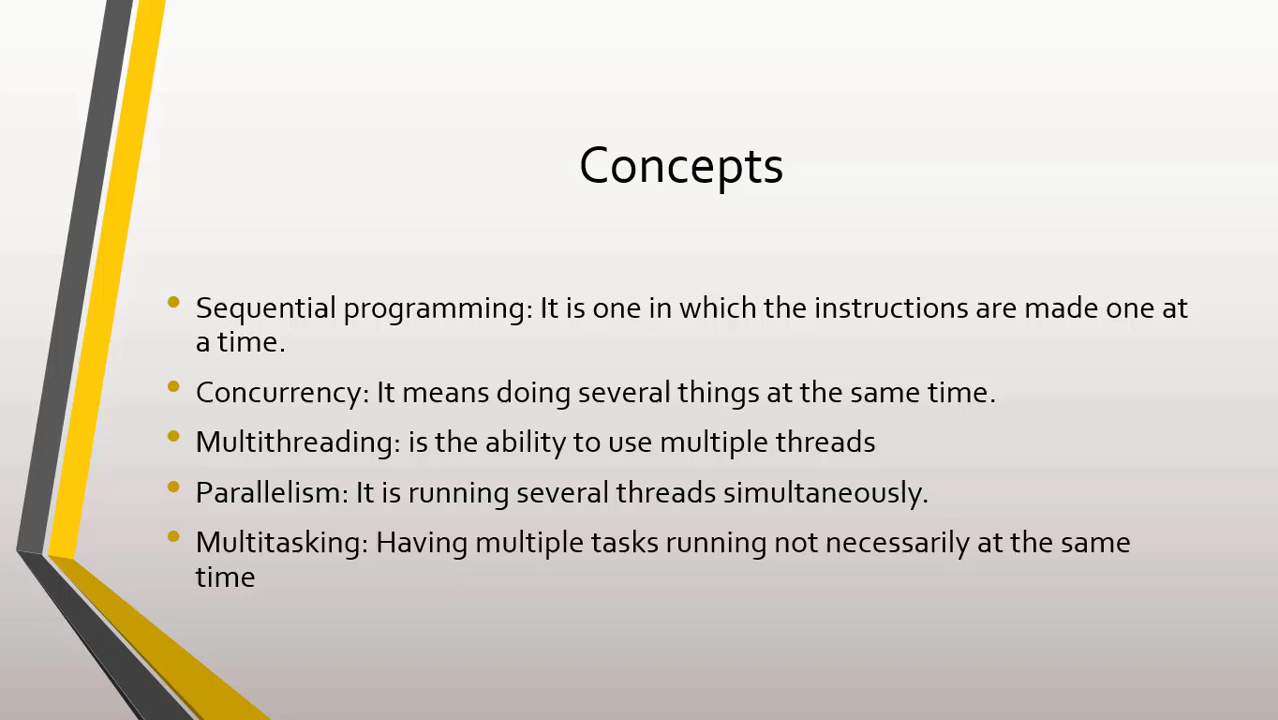 Concepts
• Sequential programming: It is one in which the instructions are made one at
a time.
• Concurrency: It means doing several things at the same time.
• Multithreading: is the ability to use multiple threads
• Parallelism: It is running several threads simultaneously.
• Multitasking: Having multiple tasks running not necessarily at the same
time